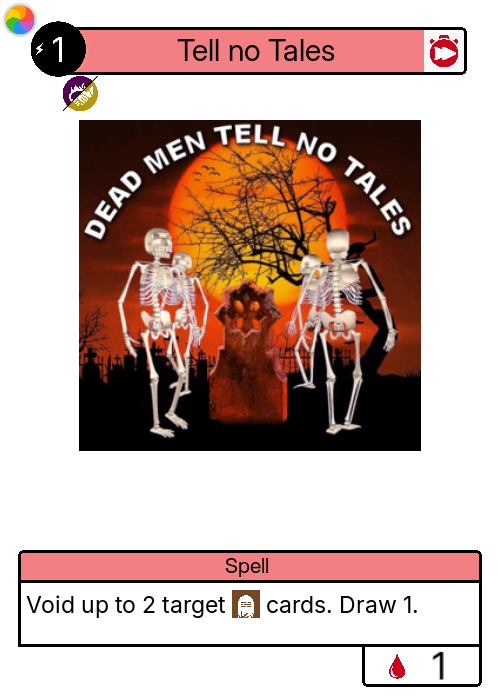 1 Tell no Tales
DEAD MEN TELL NO TALES
Spell
Void up to 2 target cards. Draw 1.
1